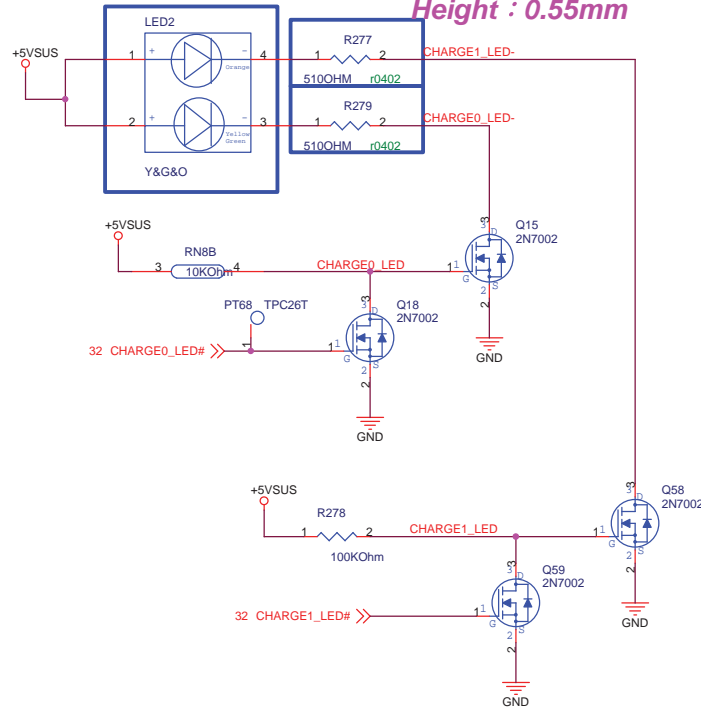 Height : 0.55mm
LED2
+5VSUS
1 + - 4
Orange
2 + - 3
Yellow
Green
Y&G&O
R277
1 2
CHARGE1_LED-
510OHM r0402
R279
1 2
CHARGE0_LED-
510OHM r0402
+5VSUS
RN8B
3 4
10KOhm
CHARGE0_LED
3
3 D
Q15
2N7002
1 1
G
S
2
2
GND
PT68 TPC26T
1
3
3 D
Q18
2N7002
32 CHARGE0_LED#
1 1
G
S
2
2
GND
+5VSUS
R278
1 2
100KOhm
CHARGE1_LED
3
3 D
Q58
2N7002
1 1
G
S
2
2
GND
3
3 D
Q59
2N7002
32 CHARGE1_LED#
1 1
G
S
2
2
GND